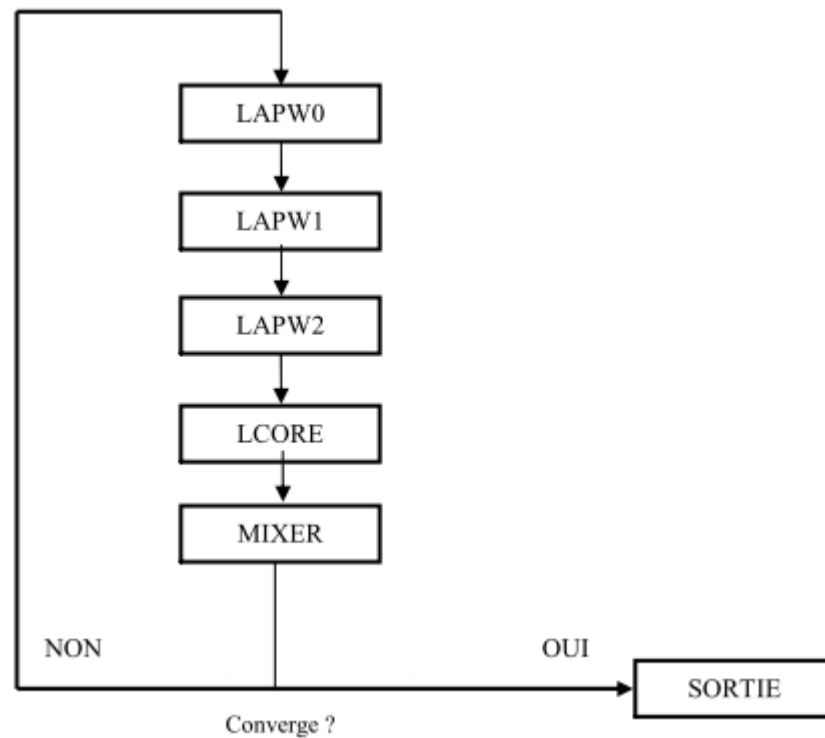 LAPW0
LAPW1
LAPW2
LCORE
MIXER
NON
OUI
SORTIE
Converge ?